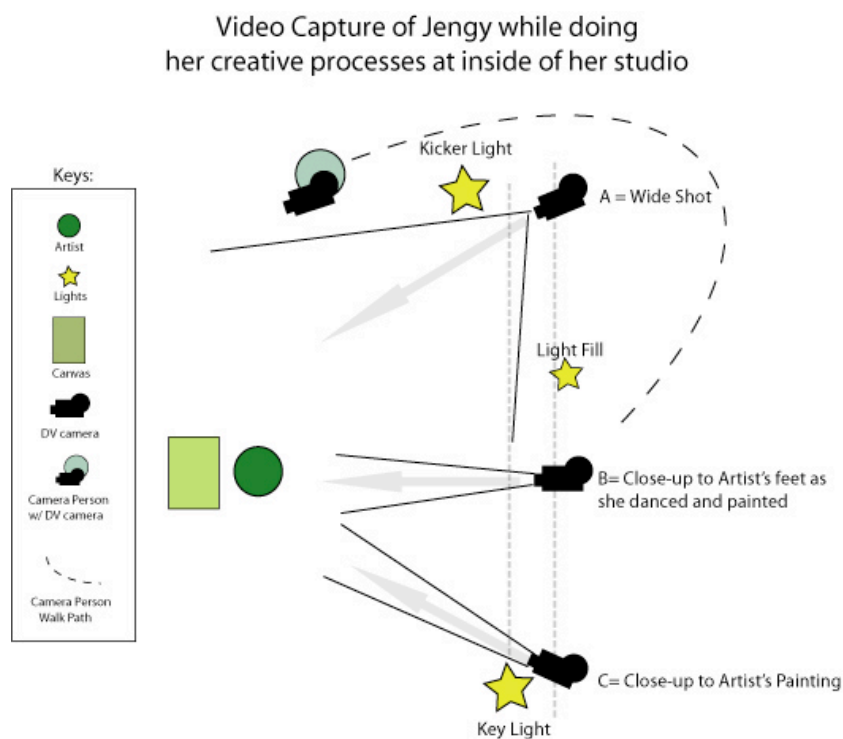 Video Capture of Jengy while doing
her creative processes at inside of her studio
Keys:
Artist
Lights
Canvas
DV camera
Camera Person
w/ DV camera
Camera Person
Walk Path
Kicker Light
A = Wide Shot
Light Fill
B= Close-up to Artist's feet as
she danced and painted
C= Close-up to Artist's Painting
Key Light